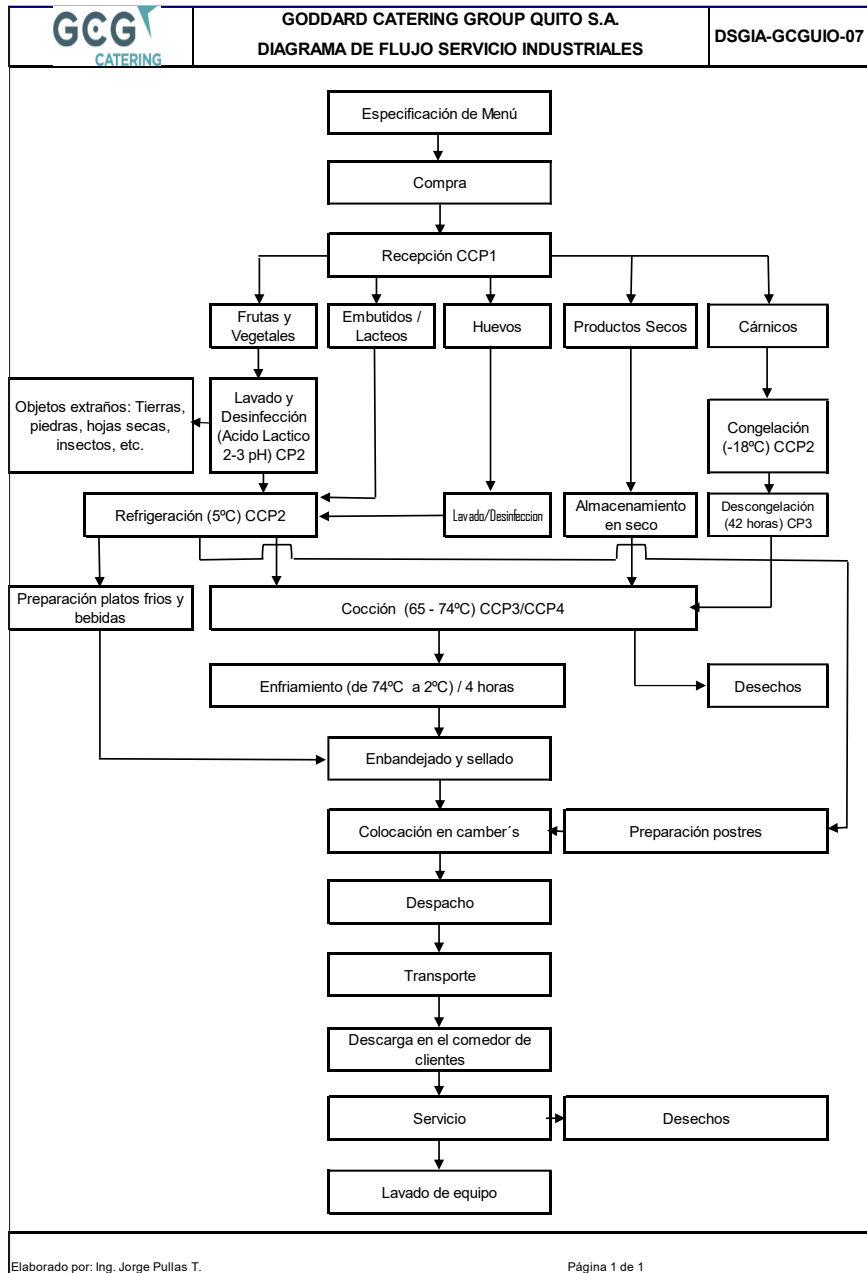 GCG
CATERING
GODDARD CATERING GROUP QUITO S.A.
DIAGRAMA DE FLUJO SERVICIO INDUSTRIALES
DSGIA-GCGUIO-07
Especificación de Menú
Compra
Recepción CCP1
Frutas y
Vegetales
Embutidos /
Lacteos
Huevos
Productos Secos
Cárnicos
Objetos extraños: Tierras,
piedras, hojas secas,
insectos, etc.
Lavado y
Desinfección
(Acido Lactico
2-3 pH) CP2
Congelación
(-18ºC) CCP2
Refrigeración (5ºC) CCP2
Lavado/Desinfeccion
Almacenamiento
en seco
Descongelación
(42 horas) CP3
Preparación platos frios y
bebidas
Cocción (65 - 74ºC) CCP3/CCP4
Enfriamiento (de 74ºC a 2ºC) / 4 horas
Desechos
Enbandejado y sellado
Colocación en camber´s
Preparación postres
Despacho
Transporte
Descarga en el comedor de
clientes
Servicio
Desechos
Lavado de equipo
Elaborado por: Ing. Jorge Pullas T.
Página 1 de 1